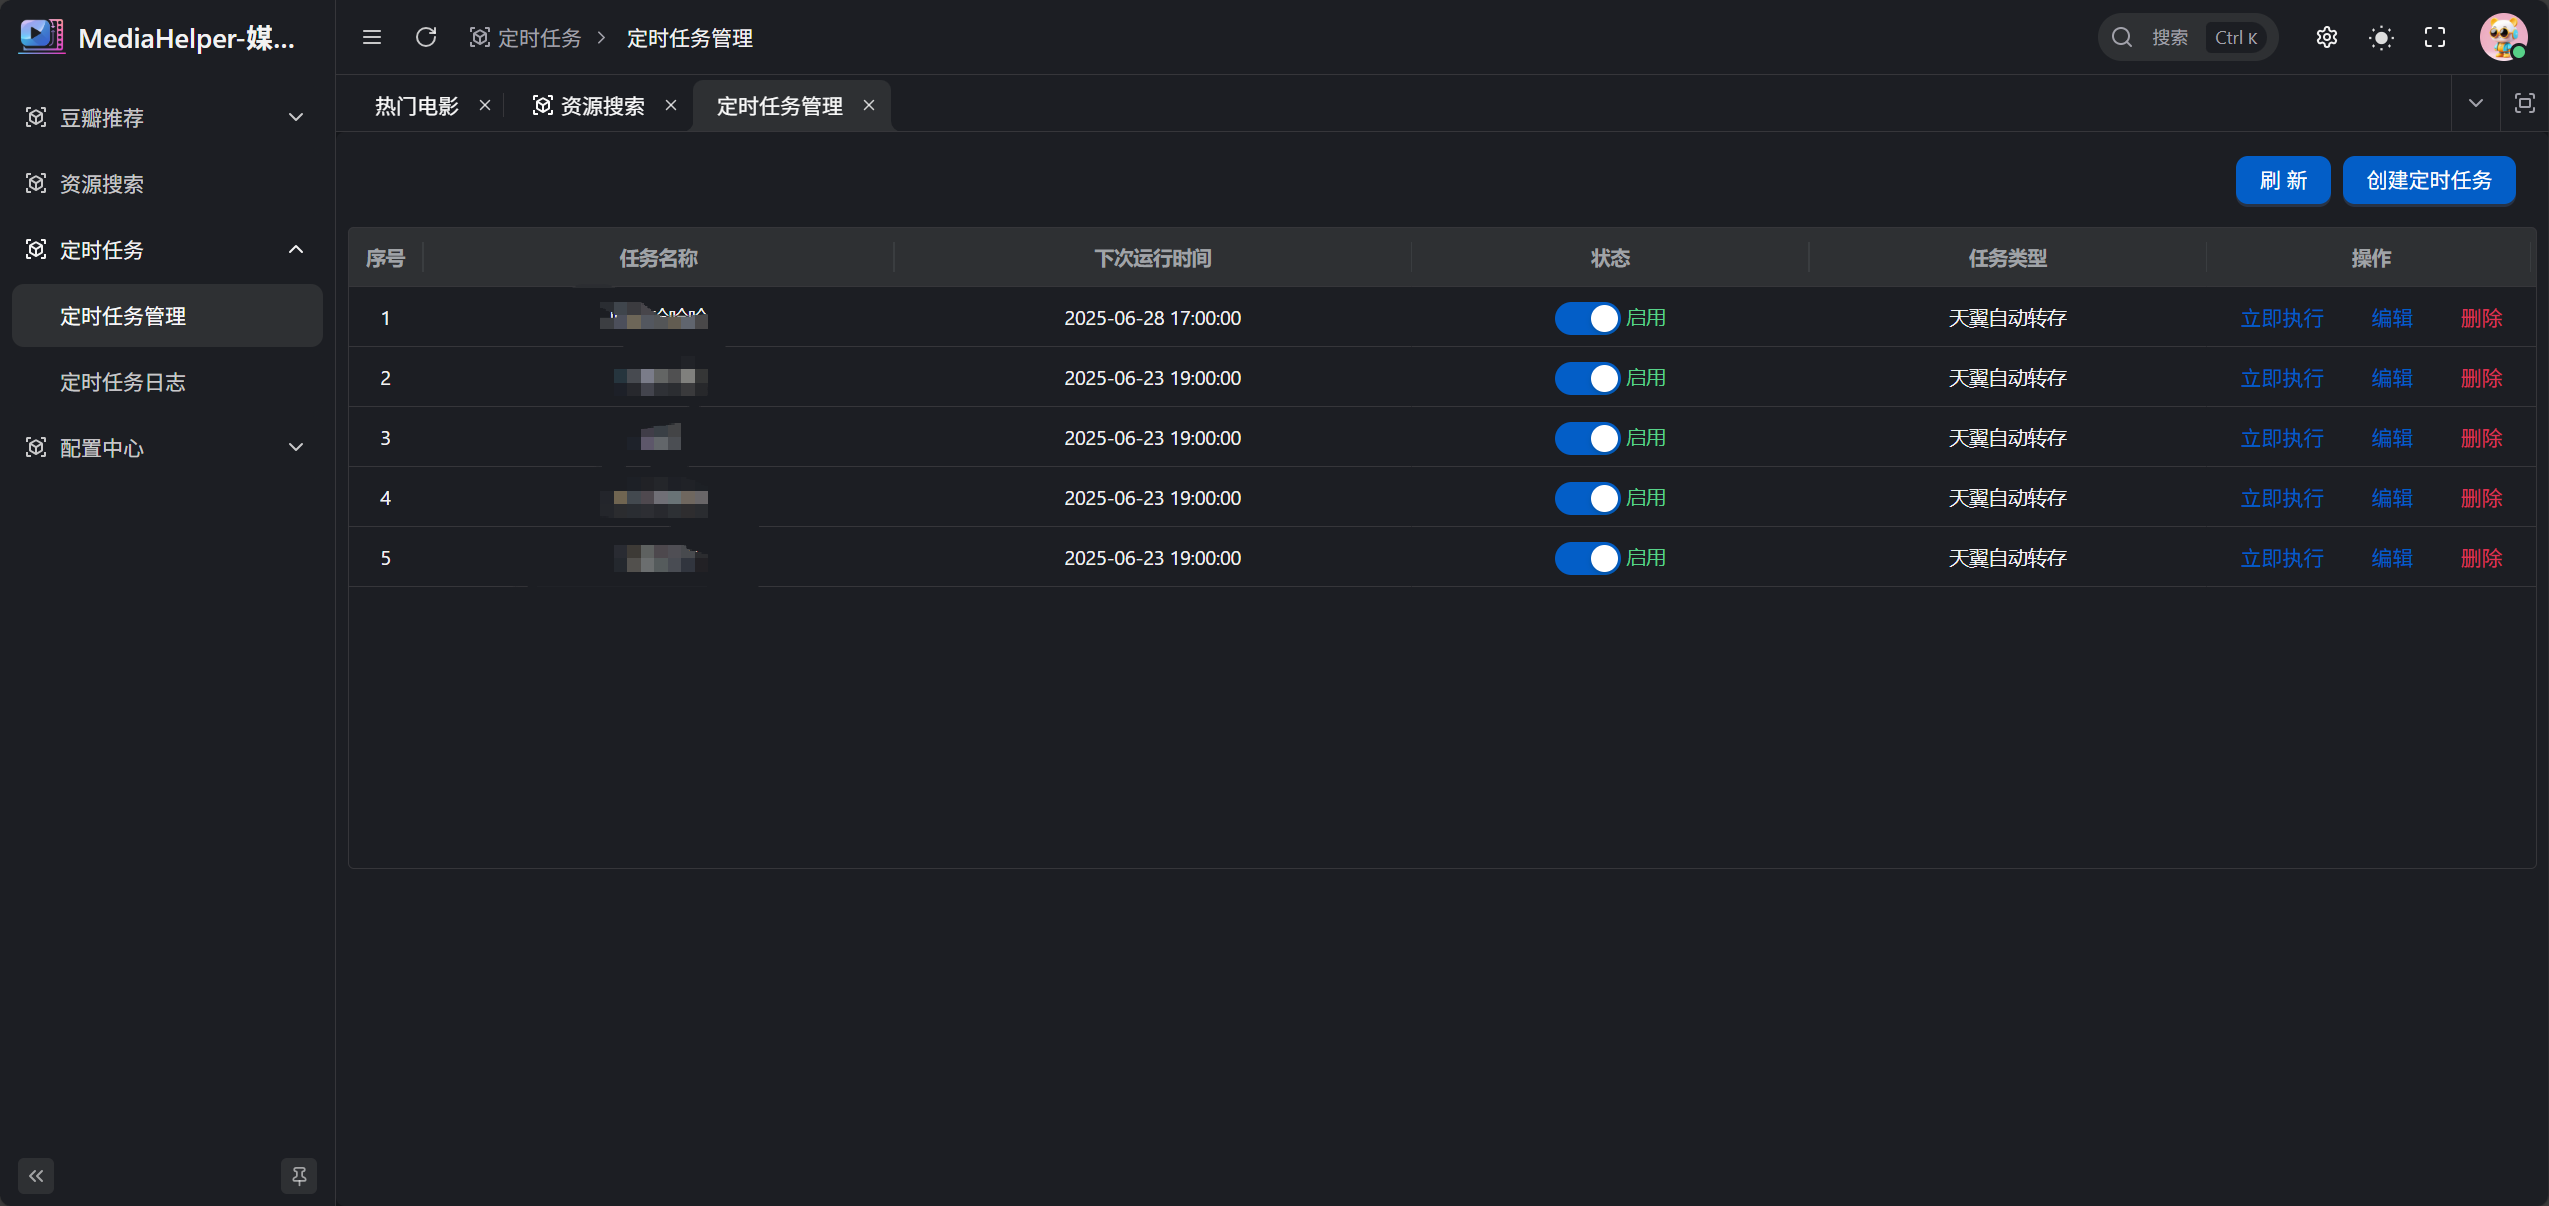 MediaHelper-媒...
定时任务 > 定时任务管理
搜索 Ctrl K
豆瓣推荐
资源搜索
定时任务
定时任务管理
定时任务日志
配置中心
热门电影 × 资源搜索 × 定时任务管理 ×
刷 新 创建定时任务
序号 任务名称 下次运行时间 状态 任务类型 操作
1 2025-06-28 17:00:00 启用 天翼自动转存 立即执行 编辑 删除
2 2025-06-23 19:00:00 启用 天翼自动转存 立即执行 编辑 删除
3 2025-06-23 19:00:00 启用 天翼自动转存 立即执行 编辑 删除
4 2025-06-23 19:00:00 启用 天翼自动转存 立即执行 编辑 删除
5 2025-06-23 19:00:00 启用 天翼自动转存 立即执行 编辑 删除